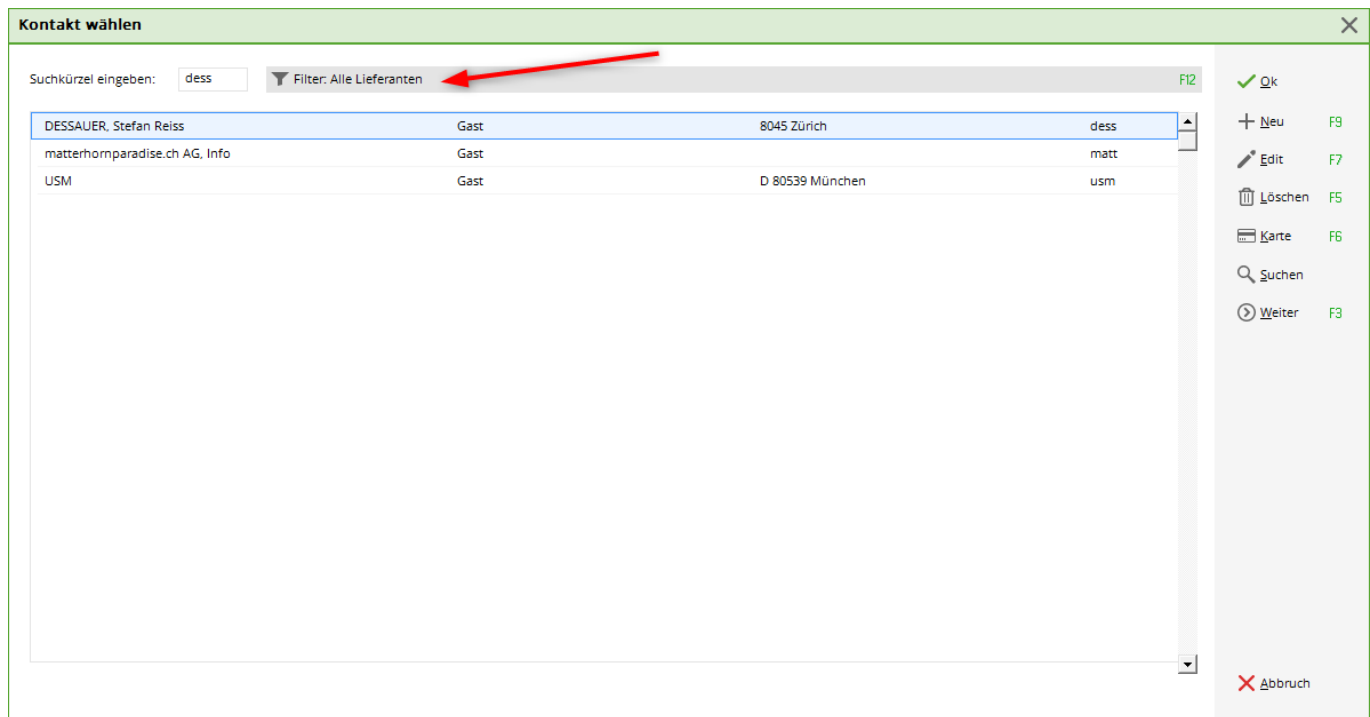 Kontakt wählen
Suchkürzel eingeben: dess Filter: Alle Lieferanten F12
DESSAUER, Stefan Reiss Gast 8045 Zürich dess
matterhornparadise.ch AG, Info Gast matt
USM Gast D 80539 München usm
Ok
Neu F9
Edit F7
Löschen F5
Karte F6
Suchen
Weiter F3
Abbruch